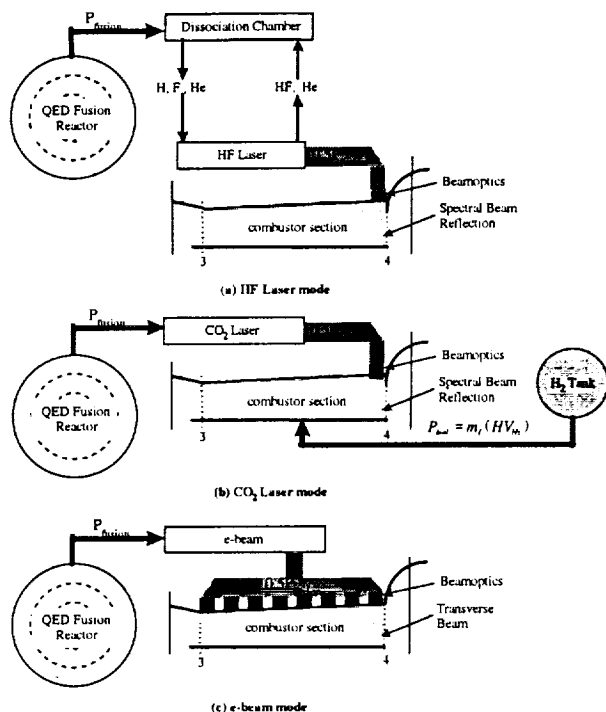 P_fusion
Dissociation Chamber
QED Fusion
Reactor
H, F, He
HF, He
HF Laser
Beamoptics
Spectral Beam
Reflection
combustor section
3
4
(a) HF Laser mode
P_fusion
CO₂ Laser
QED Fusion
Reactor
Beamoptics
Spectral Beam
Reflection
H₂ Tank
combustor section
3
4
= m_f (HV
(b) CO₂ Laser mode
P_fusion
e-beam
QED Fusion
Reactor
Beamoptics
Transverse
Beam
combustor section
3
4
(c) e-beam mode